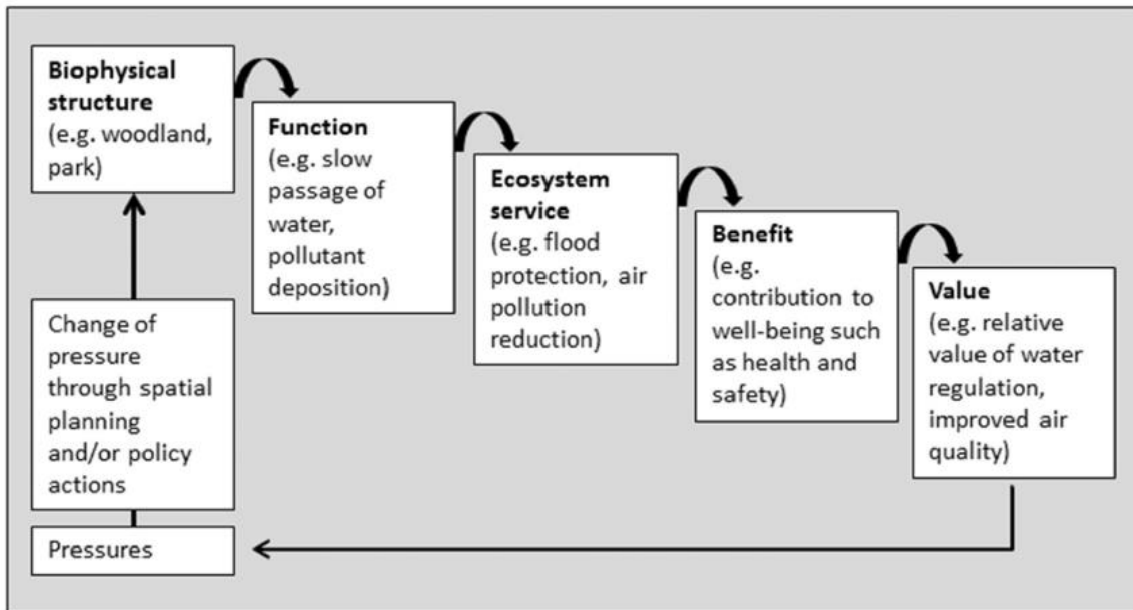 Biophysical
structure
(e.g. woodland,
park)
Function
(e.g. slow
passage of
water,
pollutant
deposition)
Ecosystem
service
(e.g. flood
protection, air
pollution
reduction)
Benefit
(e.g.
contribution to
well-being such
as health and
safety)
Value
(e.g. relative
value of water
regulation,
improved air
quality)
Change of
pressure
through spatial
planning
and/or policy
actions
Pressures